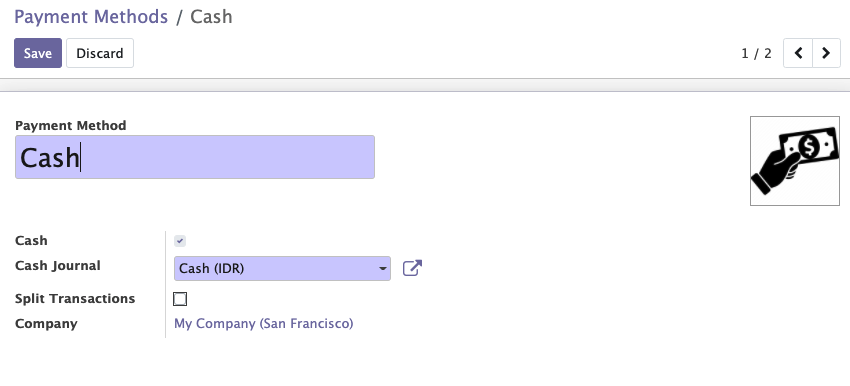 Payment Methods / Cash
Save Discard 1 / 2
Payment Method
Cash
Cash
Cash Journal Cash (IDR)
Split Transactions
Company My Company (San Francisco)